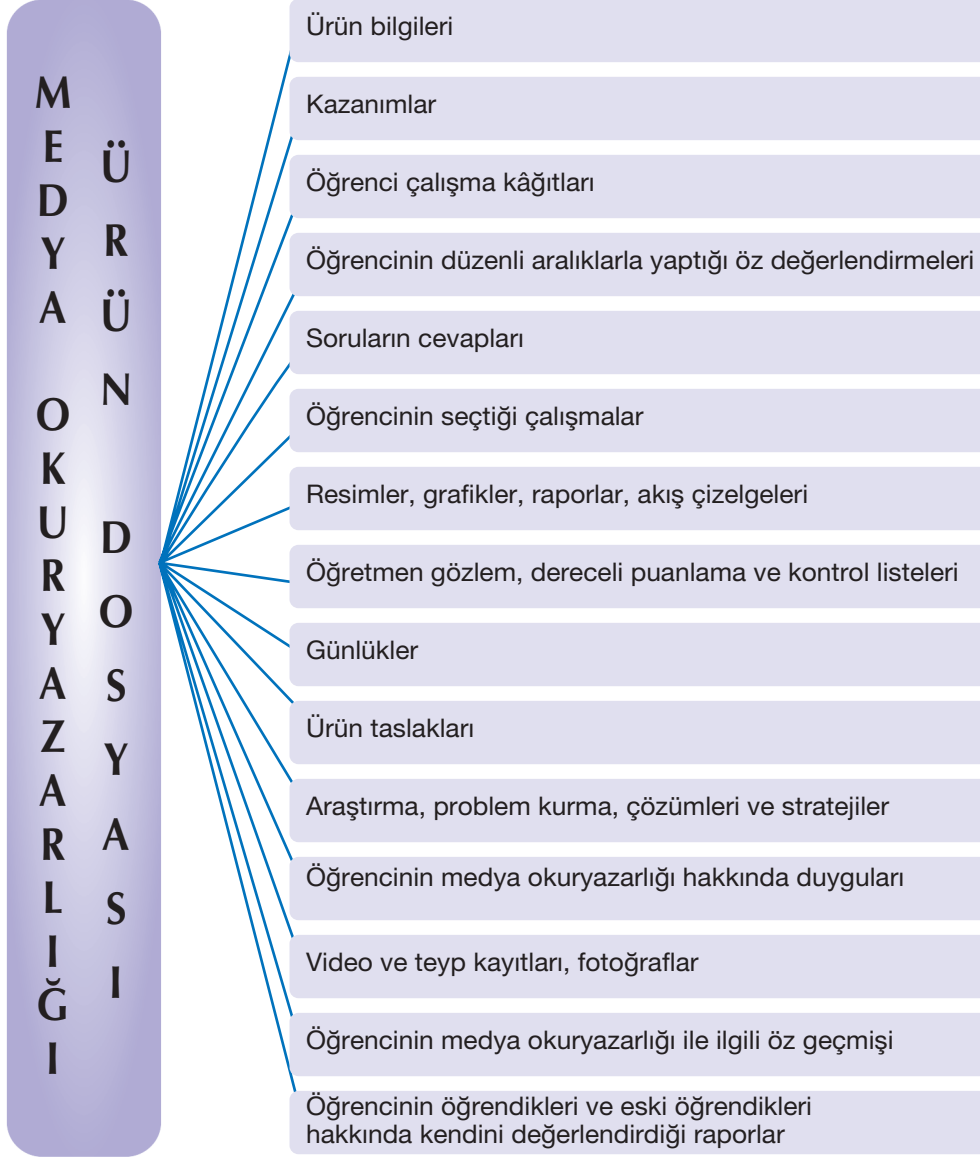 MEDYA OKURYAZARLIĞI
ÜRÜN DOSYASI
Ürün bilgileri
Kazanımlar
Öğrenci çalışma kâğıtları
Öğrencinin düzenli aralıklarla yaptığı öz değerlendirmeleri
Soruların cevapları
Öğrencinin seçtiği çalışmalar
Resimler, grafikler, raporlar, akış çizelgeleri
Öğretmen gözlem, dereceli puanlama ve kontrol listeleri
Günlükler
Ürün taslakları
Araştırma, problem kurma, çözümleri ve stratejiler
Öğrencinin medya okuryazarlığı hakkında duyguları
Video ve teyp kayıtları, fotoğraflar
Öğrencinin medya okuryazarlığı ile ilgili öz geçmişi
Öğrencinin öğrendikleri ve eski öğrendikleri
hakkında kendini değerlendirdiği raporlar